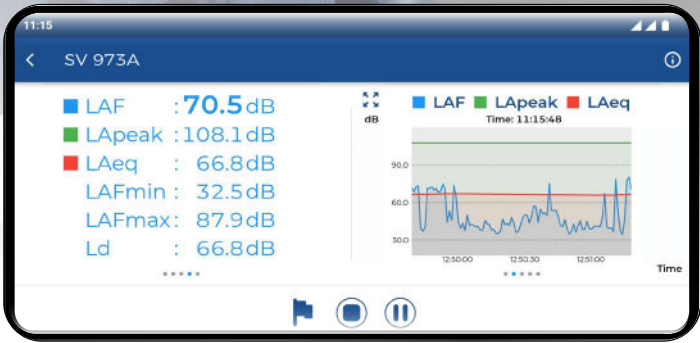 11:15
SV 973A
LAF : 70.5 dB
LApeak : 108.1 dB
LAeq : 66.8 dB
LAFmin : 32.5 dB
LAFmax : 87.9 dB
Ld : 66.8 dB
LAF LApeak LAeq
dB
Time: 11:15:48
90.0
60.0
30.0
12:50:00 12:50:30 12:51:00
Time